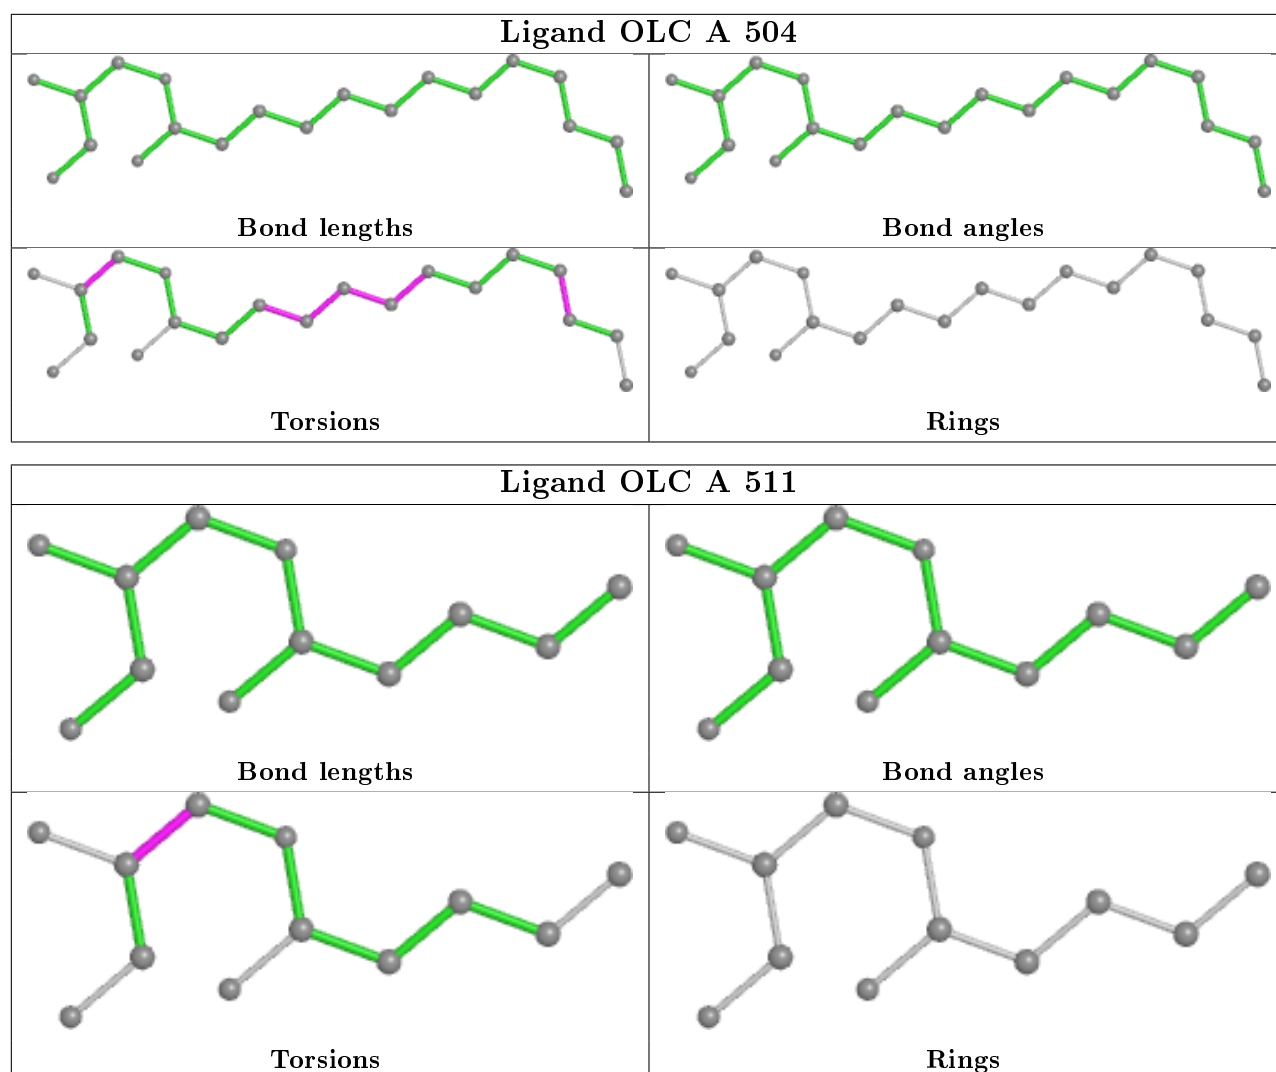 Ligand OLC A 504
Bond lengths
Bond angles
Torsions
Rings
Ligand OLC A 511
Bond lengths
Bond angles
Torsions
Rings